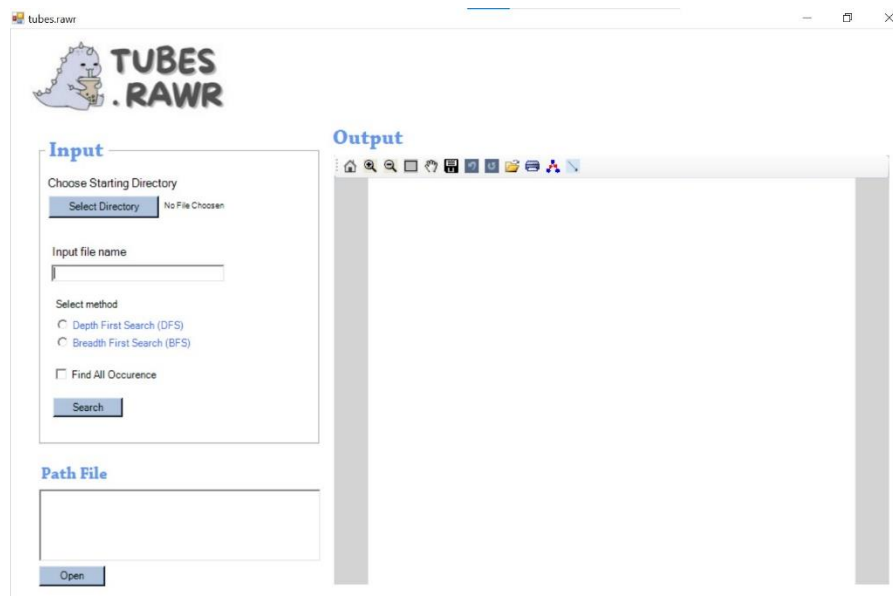 tubes.rawr
TUBES
.RAWR
Input
Choose Starting Directory
Select Directory
No File Choosen
Input file name
Select method
Depth First Search (DFS)
Breadth First Search (BFS)
Find All Occurence
Search
Path File
Open
Output